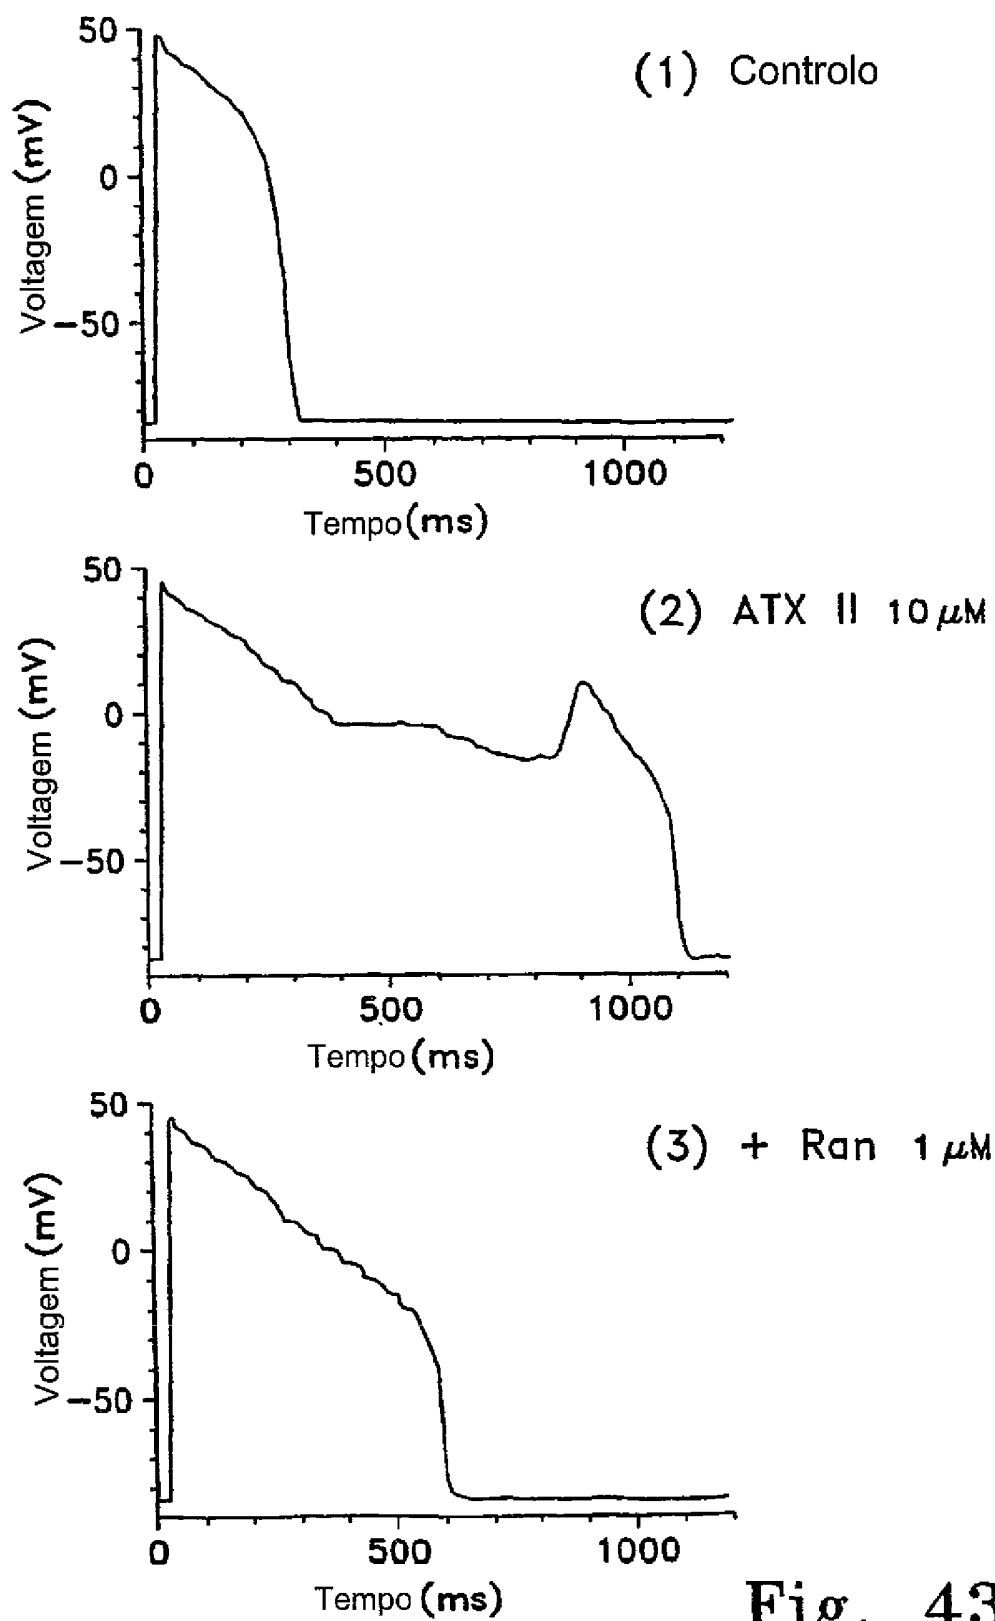 (1) Controlo
50
0
−50
Voltagem (mV)
0 500 1000
Tempo (ms)
(2) ATX II 10 μM
50
0
−50
Voltagem (mV)
0 500 1000
Tempo (ms)
(3) + Ran 1 μM
50
0
−50
Voltagem (mV)
0 500 1000
Tempo (ms)
Fig. 43